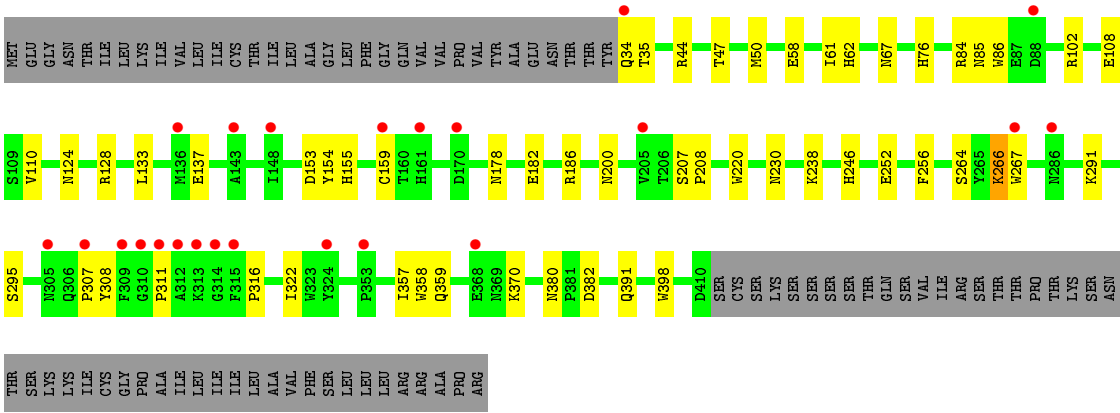 MET GLU GLY ASN THR ILE LEU LYS ILE VAL LEU ILE CYS THR ILE LEU ALA GLY LEU PHE GLY GLN VAL VAL PRO VAL TYR ALA GLU ASN THR THR TYR Q34 T35 R44 T47 M50 E58 I61 H62 N67 H76 R84 N85 W86 E87 D88 R102 E108
S109 V110 N124 R128 L133 M136 E137 A143 I148 D153 Y154 H155 C159 T160 H161 D170 N178 E182 R186 N200 V205 T206 S207 P208 W220 N230 K238 H246 E252 F256 S264 Y265 K266 W267 N286 K291
S295 N305 Q306 P307 Y308 F309 G310 P311 A312 K313 G314 F315 P316 I322 W323 Y324 P353 I357 W358 Q359 E368 N369 K370 N380 P381 D382 Q391 W398 D410 SER CYS SER LYS SER SER SER SER THR GLN SER VAL ILE ARG SER THR THR PRO THR LYS SER ASN
THR SER LYS LYS ILE CYS GLY PRO ALA ILE LEU ILE ILE LEU ALA VAL PHE SER LEU LEU LEU ARG ARG ALA PRO ARG